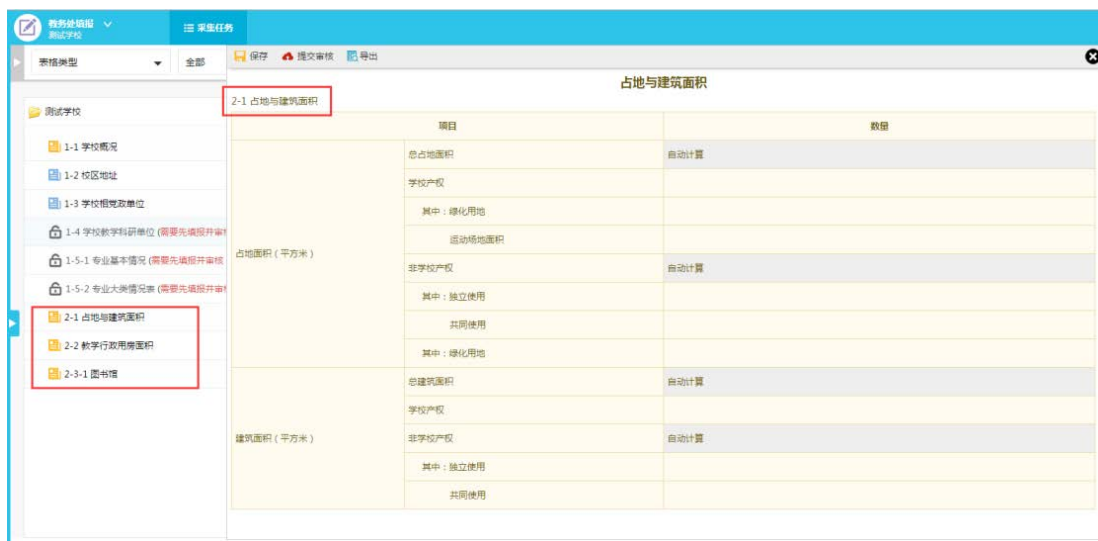 教务处填报
测试学校
采集任务
表格类型 全部
保存 提交审核 导出
占地与建筑面积
2-1 占地与建筑面积
测试学校
1-1 学校概况
1-2 校区地址
1-3 学校相关党政单位
1-4 学校教学科研单位 (需要先填报并审
1-5-1 专业基本情况 (需要先填报并审核
1-5-2 专业大类情况表 (需要先填报并审
2-1 占地与建筑面积
2-2 教学行政用房面积
2-3-1 图书馆
项目 数量
占地面积（平方米）
总占地面积 自动计算
学校产权
其中：绿化用地
运动场地面积
非学校产权 自动计算
其中：独立使用
共同使用
其中：绿化用地
建筑面积（平方米）
总建筑面积 自动计算
学校产权
非学校产权 自动计算
其中：独立使用
共同使用